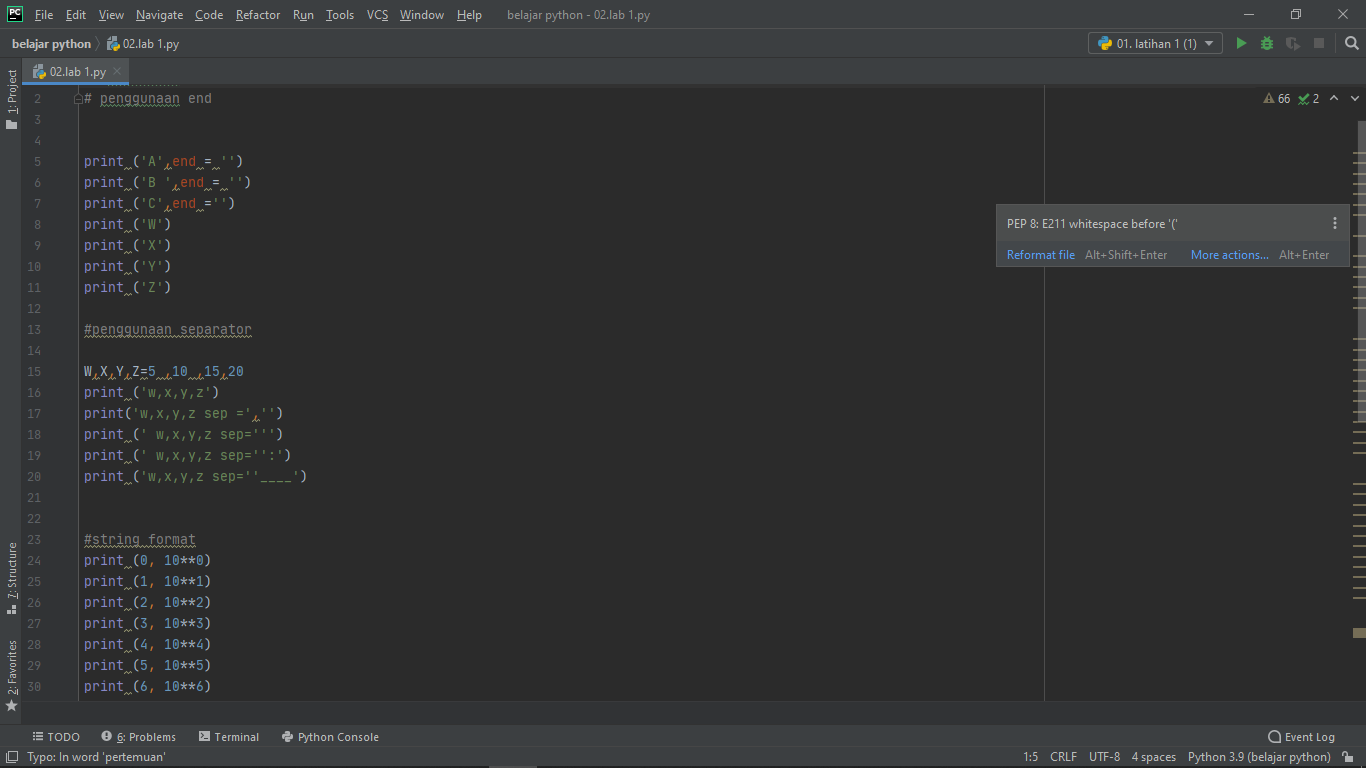 PC File Edit View Navigate Code Refactor Run Tools VCS Window Help belajar python - 02.lab 1.py
belajar python 02.lab 1.py 01. latihan 1 (1)
1: Project
02.lab 1.py
2 # penggunaan end
66 2
3
4
5 print ('A',end = '')
6 print ('B ',end = '')
7 print ('C',end ='')
8 print ('W')
9 print ('X')
10 print ('Y')
11 print ('Z')
12
13 #penggunaan separator
14
15 W,X,Y,Z=5 ,10 ,15,20
16 print ('w,x,y,z')
17 print('w,x,y,z sep =','')
18 print (' w,x,y,z sep=''')
19 print (' w,x,y,z sep='':')
20 print ('w,x,y,z sep=''____')
21
22
23 #string format
24 print (0, 10**0)
25 print (1, 10**1)
26 print (2, 10**2)
27 print (3, 10**3)
28 print (4, 10**4)
29 print (5, 10**5)
30 print (6, 10**6)
PEP 8: E211 whitespace before '('
Reformat file Alt+Shift+Enter More actions... Alt+Enter
7: Structure
2: Favorites
TODO 6: Problems Terminal Python Console Event Log
Typo: In word 'pertemuan' 1:5 CRLF UTF-8 4 spaces Python 3.9 (belajar python)